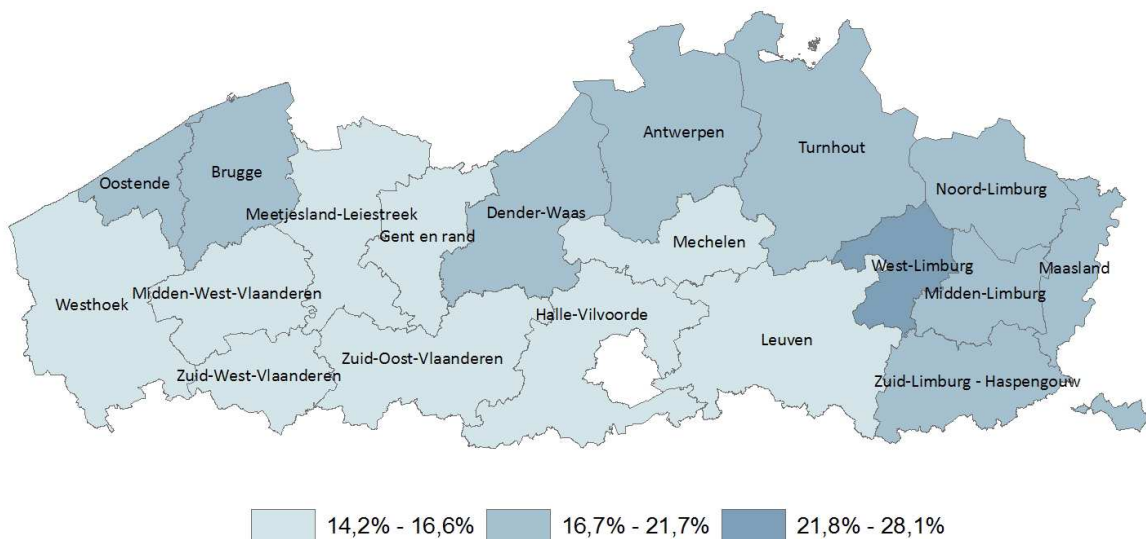 Antwerpen
Turnhout
Brugge
Oostende
Noord-Limburg
Meetjesland-Leiestreek
Dender-Waas
Gent en rand
Mechelen
West-Limburg
Maasland
Midden-West-Vlaanderen
Midden-Limburg
Westhoek
Halle-Vilvoorde
Leuven
Zuid-Oost-Vlaanderen
Zuid-West-Vlaanderen
Zuid-Limburg - Haspengouw
14,2% - 16,6%
16,7% - 21,7%
21,8% - 28,1%